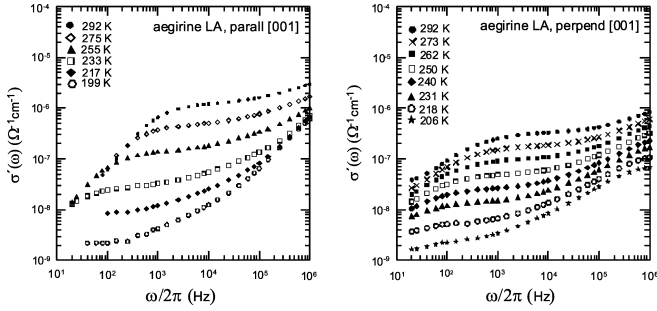 aegirine LA, parall [001]
292 K
275 K
255 K
233 K
217 K
199 K
10⁻⁴
10⁻⁵
10⁻⁶
10⁻⁷
10⁻⁸
10⁻⁹
σ´(ω) (Ω⁻¹cm⁻¹)
10¹ 10² 10³ 10⁴ 10⁵ 10⁶
ω/2π (Hz)
aegirine LA, perpend [001]
292 K
273 K
262 K
250 K
240 K
231 K
218 K
206 K
10⁻⁴
10⁻⁵
10⁻⁶
10⁻⁷
10⁻⁸
10⁻⁹
σ´(ω) (Ω⁻¹cm⁻¹)
10¹ 10² 10³ 10⁴ 10⁵ 10⁶
ω/2π (Hz)